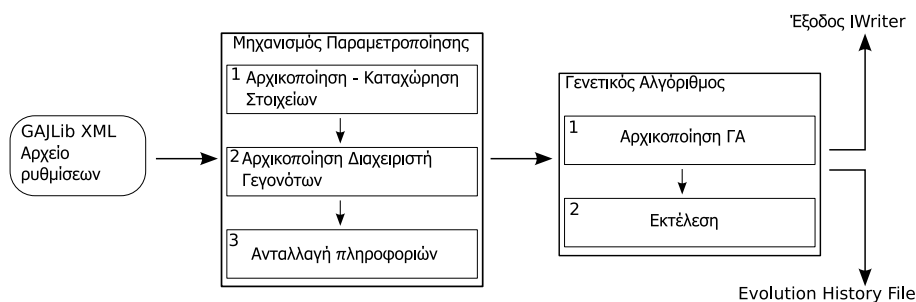 GAJLib XML
Αρχείο
ρυθμίσεων
Μηχανισμός Παραμετροποίησης
1 Αρχικοποίηση - Καταχώρηση
Στοιχείων
2 Αρχικοποίηση Διαχειριστή
Γεγονότων
3
Ανταλλαγή πληροφοριών
Γενετικός Αλγόριθμος
1
Αρχικοποίηση ΓΑ
2
Εκτέλεση
Έξοδος IWriter
Evolution History File